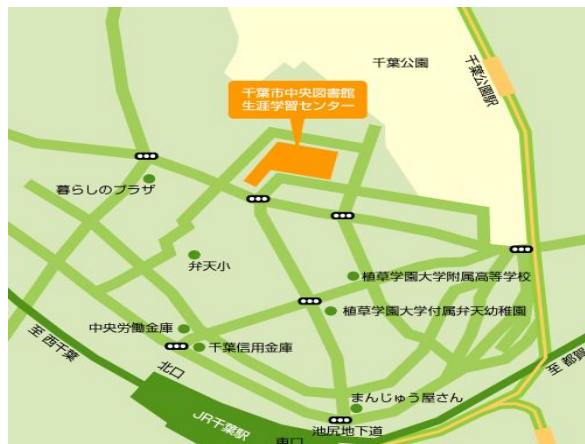 千葉公園
千葉公園駅
千葉市中央図書館
生涯学習センター
暮らしのプラザ
弁天小
植草学園大学附属高等学校
植草学園大学付属弁天幼稚園
中央労働金庫
千葉信用金庫
至 西千葉
北口
至 都賀
まんじゅう屋さん
JR千葉駅
池尻地下道
東口